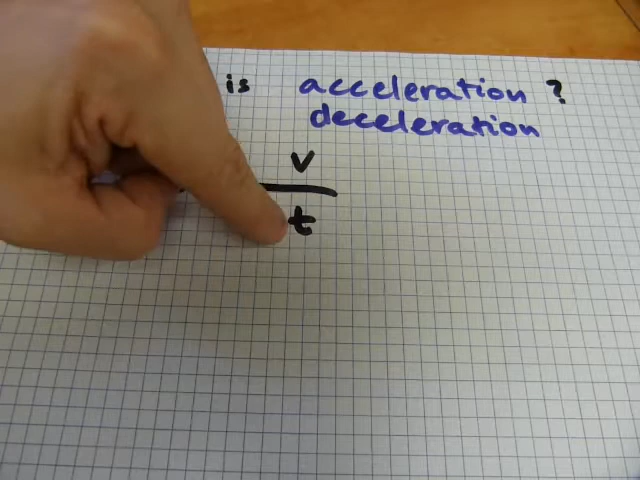 is acceleration ?
deceleration
v
t